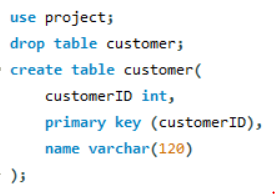 use project;
drop table customer;
create table customer(
customerID int,
primary key (customerID),
name varchar(120)
);